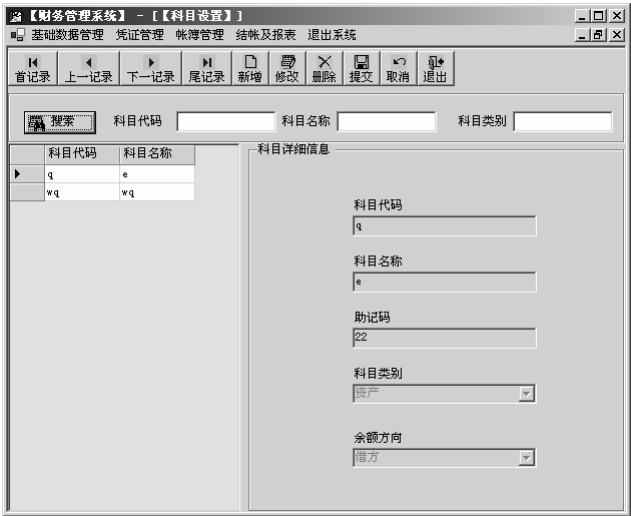 【财务管理系统】 - [【科目设置】]
基础数据管理 凭证管理 帐簿管理 结帐及报表 退出系统
首记录 上一记录 下一记录 尾记录 新增 修改 删除 提交 取消 退出
搜索 科目代码 科目名称 科目类别
科目代码 科目名称
q e
wq wq
科目详细信息
科目代码
q
科目名称
e
助记码
22
科目类别
资产
余额方向
借方